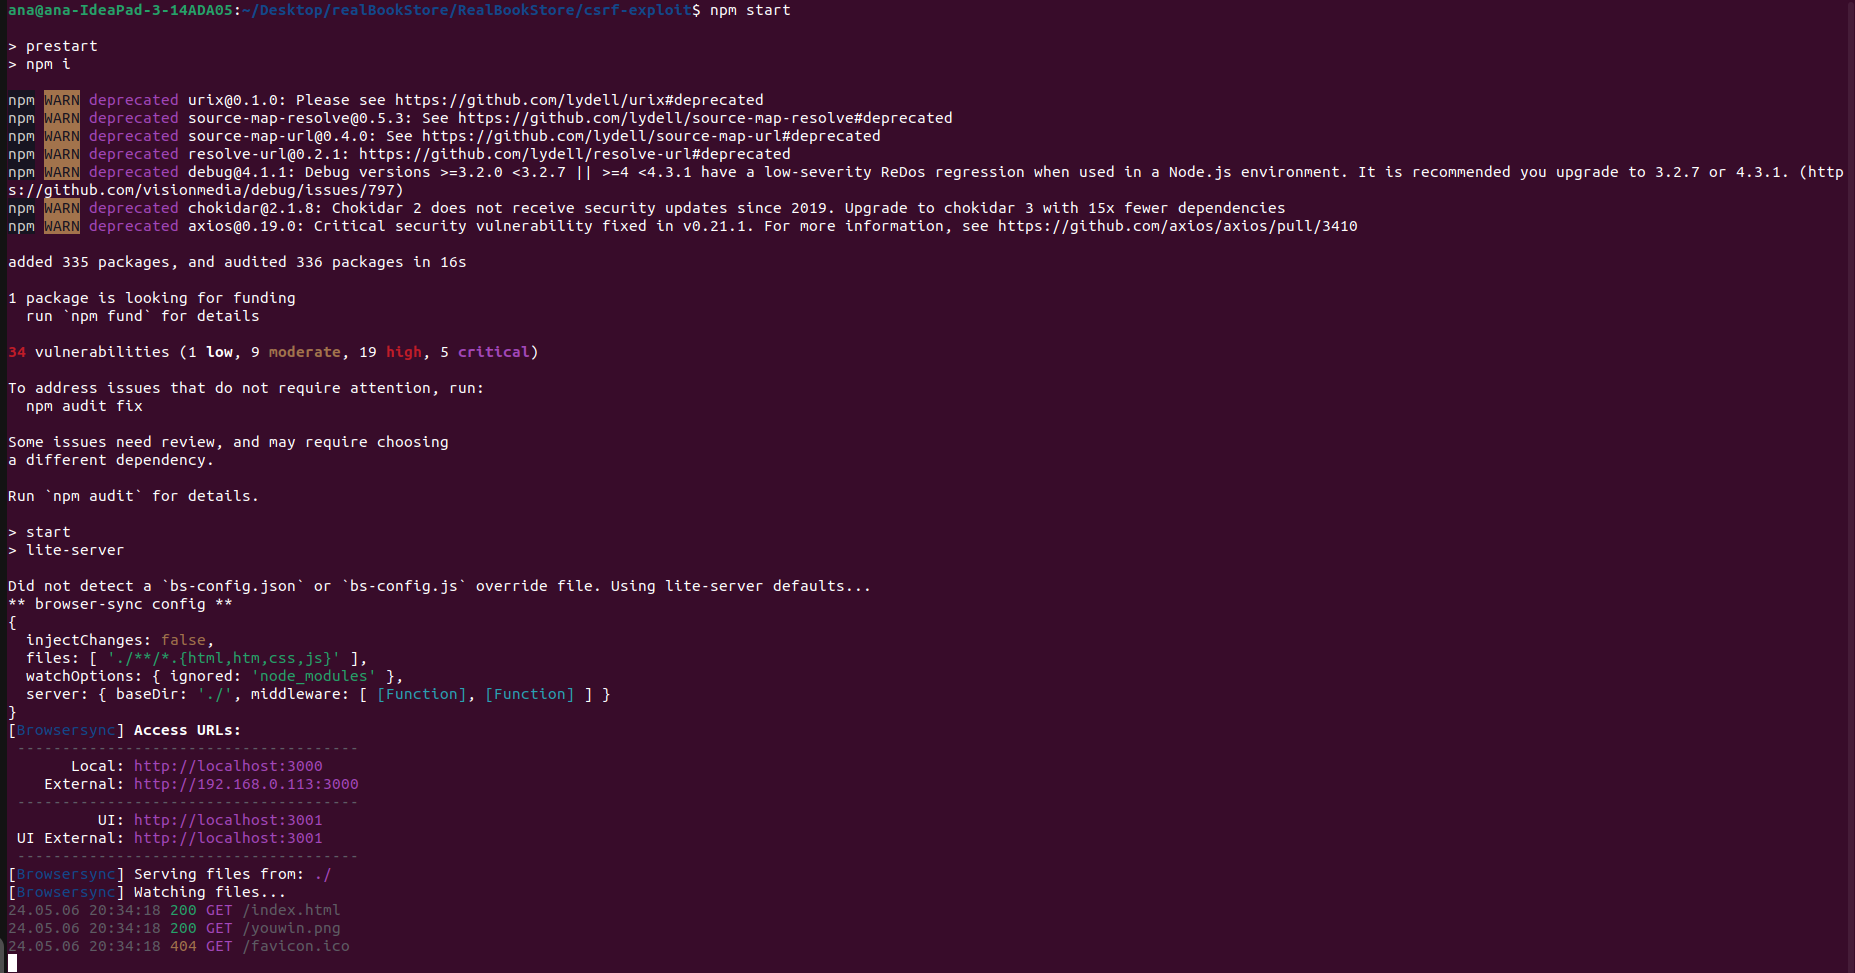 ana@ana-IdeaPad-3-14ADA05:~/Desktop/realBookStore/RealBookStore/csrf-exploit$ npm start
> prestart
> npm i
npm WARN deprecated urix@0.1.0: Please see https://github.com/lydell/urix#deprecated
npm WARN deprecated source-map-resolve@0.5.3: See https://github.com/lydell/source-map-resolve#deprecated
npm WARN deprecated source-map-url@0.4.0: See https://github.com/lydell/source-map-url#deprecated
npm WARN deprecated resolve-url@0.2.1: https://github.com/lydell/resolve-url#deprecated
npm WARN deprecated debug@4.1.1: Debug versions >=3.2.0 <3.2.7 || >=4 <4.3.1 have a low-severity ReDos regression when used in a Node.js environment. It is recommended you upgrade to 3.2.7 or 4.3.1. (http
s://github.com/visionmedia/debug/issues/797)
npm WARN deprecated chokidar@2.1.8: Chokidar 2 does not receive security updates since 2019. Upgrade to chokidar 3 with 15x fewer dependencies
npm WARN deprecated axios@0.19.0: Critical security vulnerability fixed in v0.21.1. For more information, see https://github.com/axios/axios/pull/3410
added 335 packages, and audited 336 packages in 16s
1 package is looking for funding
  run `npm fund` for details
34 vulnerabilities (1 low, 9 moderate, 19 high, 5 critical)
To address issues that do not require attention, run:
  npm audit fix
Some issues need review, and may require choosing
a different dependency.
Run `npm audit` for details.
> start
> lite-server
Did not detect a `bs-config.json` or `bs-config.js` override file. Using lite-server defaults...
** browser-sync config **
{
  injectChanges: false,
  files: [ './**/*.{html,htm,css,js}' ],
  watchOptions: { ignored: 'node_modules' },
  server: { baseDir: './', middleware: [ [Function], [Function] ] }
}
[Browsersync] Access URLs:
 --------------------------------------
       Local: http://localhost:3000
    External: http://192.168.0.113:3000
 --------------------------------------
          UI: http://localhost:3001
 UI External: http://localhost:3001
 --------------------------------------
[Browsersync] Serving files from: ./
[Browsersync] Watching files...
24.05.06 20:34:18 200 GET /index.html
24.05.06 20:34:18 200 GET /youwin.png
24.05.06 20:34:18 404 GET /favicon.ico